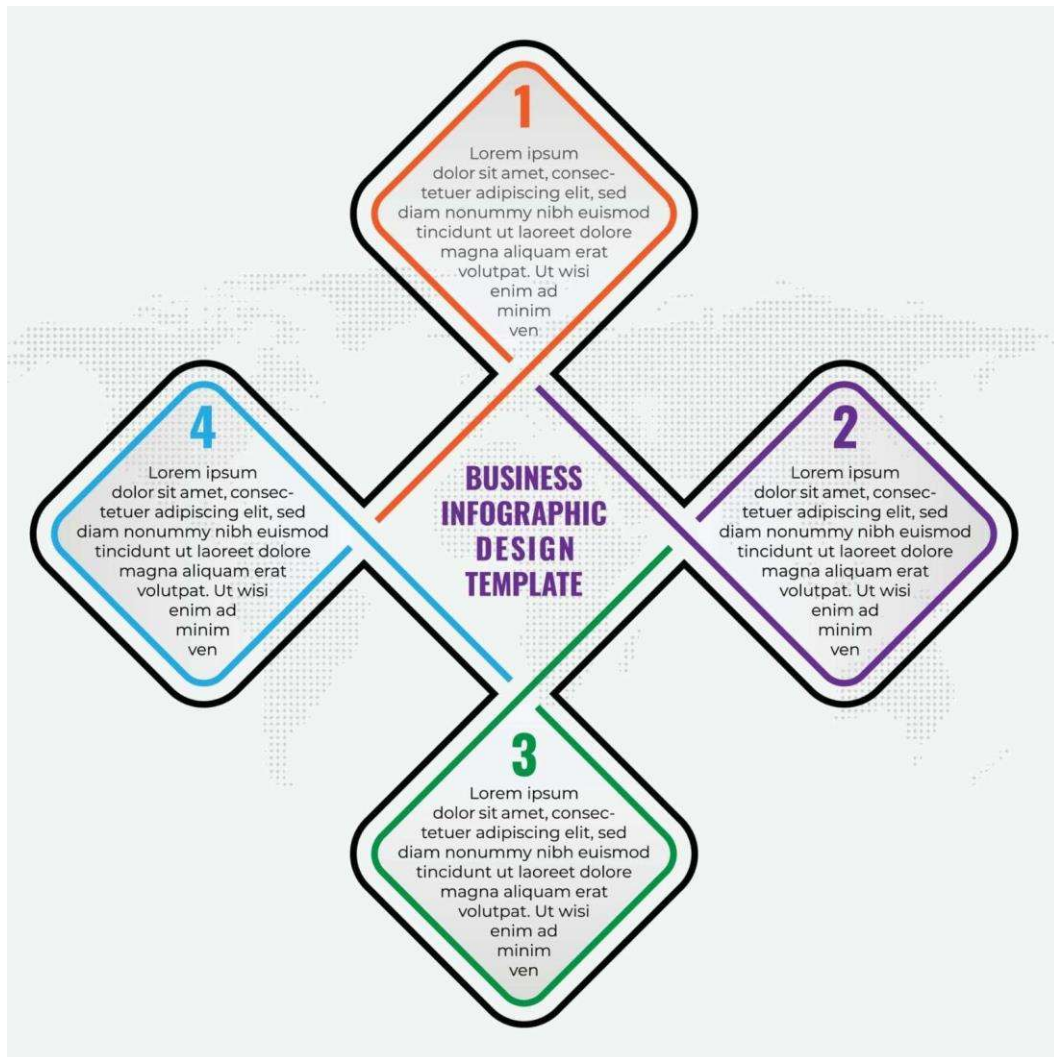 1
Lorem ipsum
dolor sit amet, consec-
tetuer adipiscing elit, sed
diam nonummy nibh euismod
tincidunt ut laoreet dolore
magna aliquam erat
volutpat. Ut wisi
enim ad
minim
ven
4
Lorem ipsum
dolor sit amet, consec-
tetuer adipiscing elit, sed
diam nonummy nibh euismod
tincidunt ut laoreet dolore
magna aliquam erat
volutpat. Ut wisi
enim ad
minim
ven
BUSINESS
INFOGRAPHIC
DESIGN
TEMPLATE
2
Lorem ipsum
dolor sit amet, consec-
tetuer adipiscing elit, sed
diam nonummy nibh euismod
tincidunt ut laoreet dolore
magna aliquam erat
volutpat. Ut wisi
enim ad
minim
ven
3
Lorem ipsum
dolor sit amet, consec-
tetuer adipiscing elit, sed
diam nonummy nibh euismod
tincidunt ut laoreet dolore
magna aliquam erat
volutpat. Ut wisi
enim ad
minim
ven